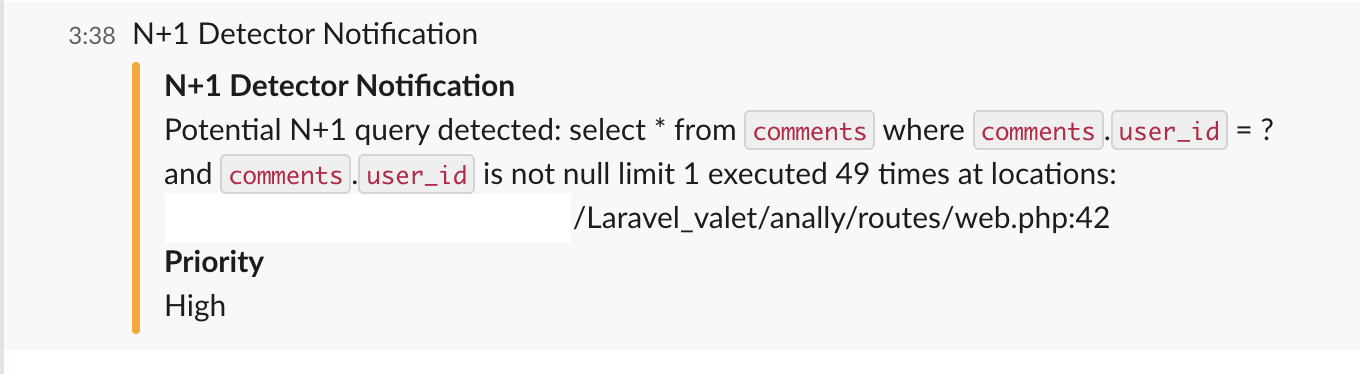 3:38 N+1 Detector Notification
N+1 Detector Notification
Potential N+1 query detected: select * from comments where comments.user_id = ?
and comments.user_id is not null limit 1 executed 49 times at locations:
/Laravel_valet/anally/routes/web.php:42
Priority
High